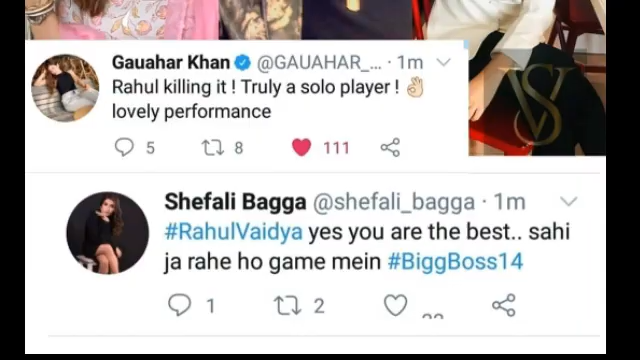 Gauahar Khan @GAUAHAR_... · 1m
Rahul killing it ! Truly a solo player ! 👌🏻
lovely performance
5 8 111
VS
Shefali Bagga @shefali_bagga · 1m
#RahulVaidya yes you are the best.. sahi
ja rahe ho game mein #BiggBoss14
1 2